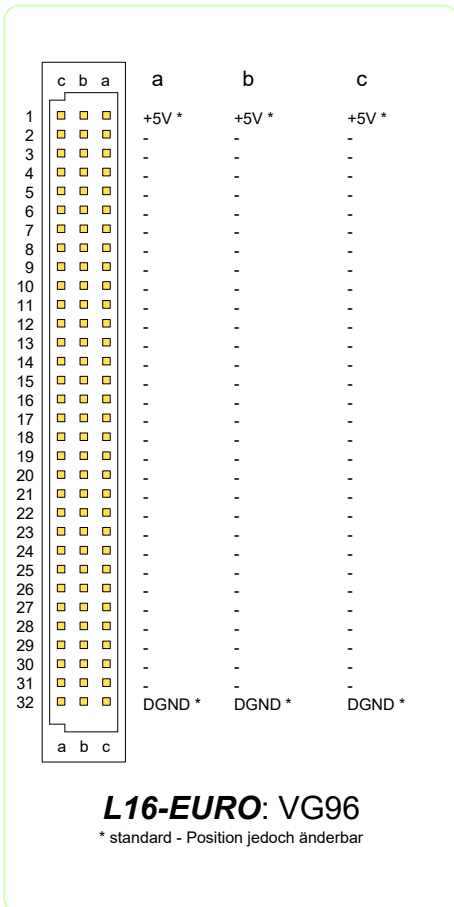 c b a a b c
1 +5V * +5V * +5V *
2 - - -
3 - - -
4 - - -
5 - - -
6 - - -
7 - - -
8 - - -
9 - - -
10 - - -
11 - - -
12 - - -
13 - - -
14 - - -
15 - - -
16 - - -
17 - - -
18 - - -
19 - - -
20 - - -
21 - - -
22 - - -
23 - - -
24 - - -
25 - - -
26 - - -
27 - - -
28 - - -
29 - - -
30 - - -
31 - - -
32 DGND * DGND * DGND *
a b c
L16-EURO: VG96
* standard - Position jedoch änderbar